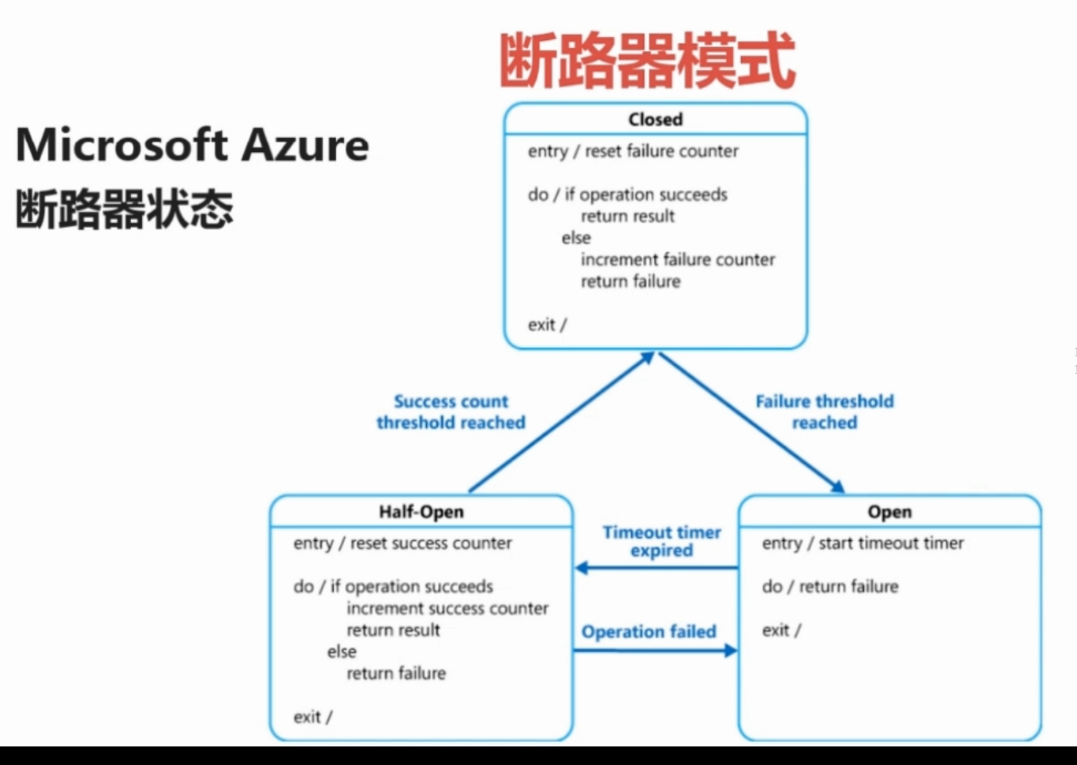 断路器模式
Microsoft Azure
断路器状态
Closed
entry / reset failure counter
do / if operation succeeds
return result
else
increment failure counter
return failure
exit /
Success count
threshold reached
Failure threshold
reached
Half-Open
entry / reset success counter
do / if operation succeeds
increment success counter
return result
else
return failure
exit /
Timeout timer
expired
Operation failed
Open
entry / start timeout timer
do / return failure
exit /